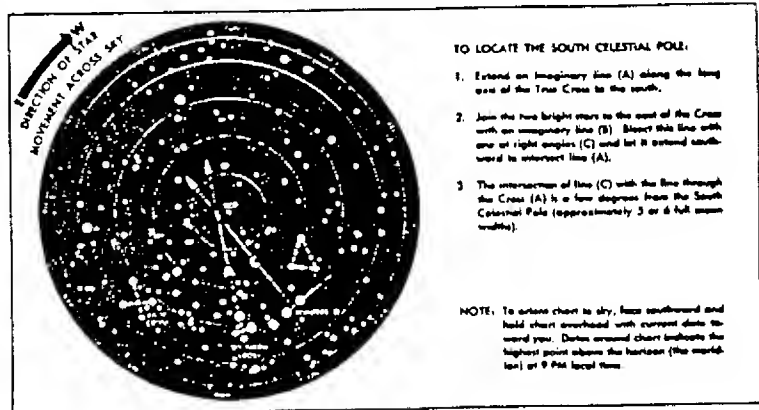 W
DIRECTION OF STAR
MOVEMENT ACROSS SKY
E
TO LOCATE THE SOUTH CELESTIAL POLE:
1. Extend an imaginary line (A) along the long
axis of the True Cross to the south.
2. Join the two bright stars to the east of the Cross
with an imaginary line (B). Bisect this line with
one at right angles (C) and let it extend south-
ward to intersect line (A).
3 The intersection of line (C) with the line through
the Cross (A) is a few degrees from the South
Celestial Pole (approximately 5 or 6 full moon
widths).
NOTE: To orient chart to sky, face southward and
hold chart overhead with current date to-
ward you. Dates around chart indicate the
highest point above the horizon (the merid-
ian) at 9 PM local time.